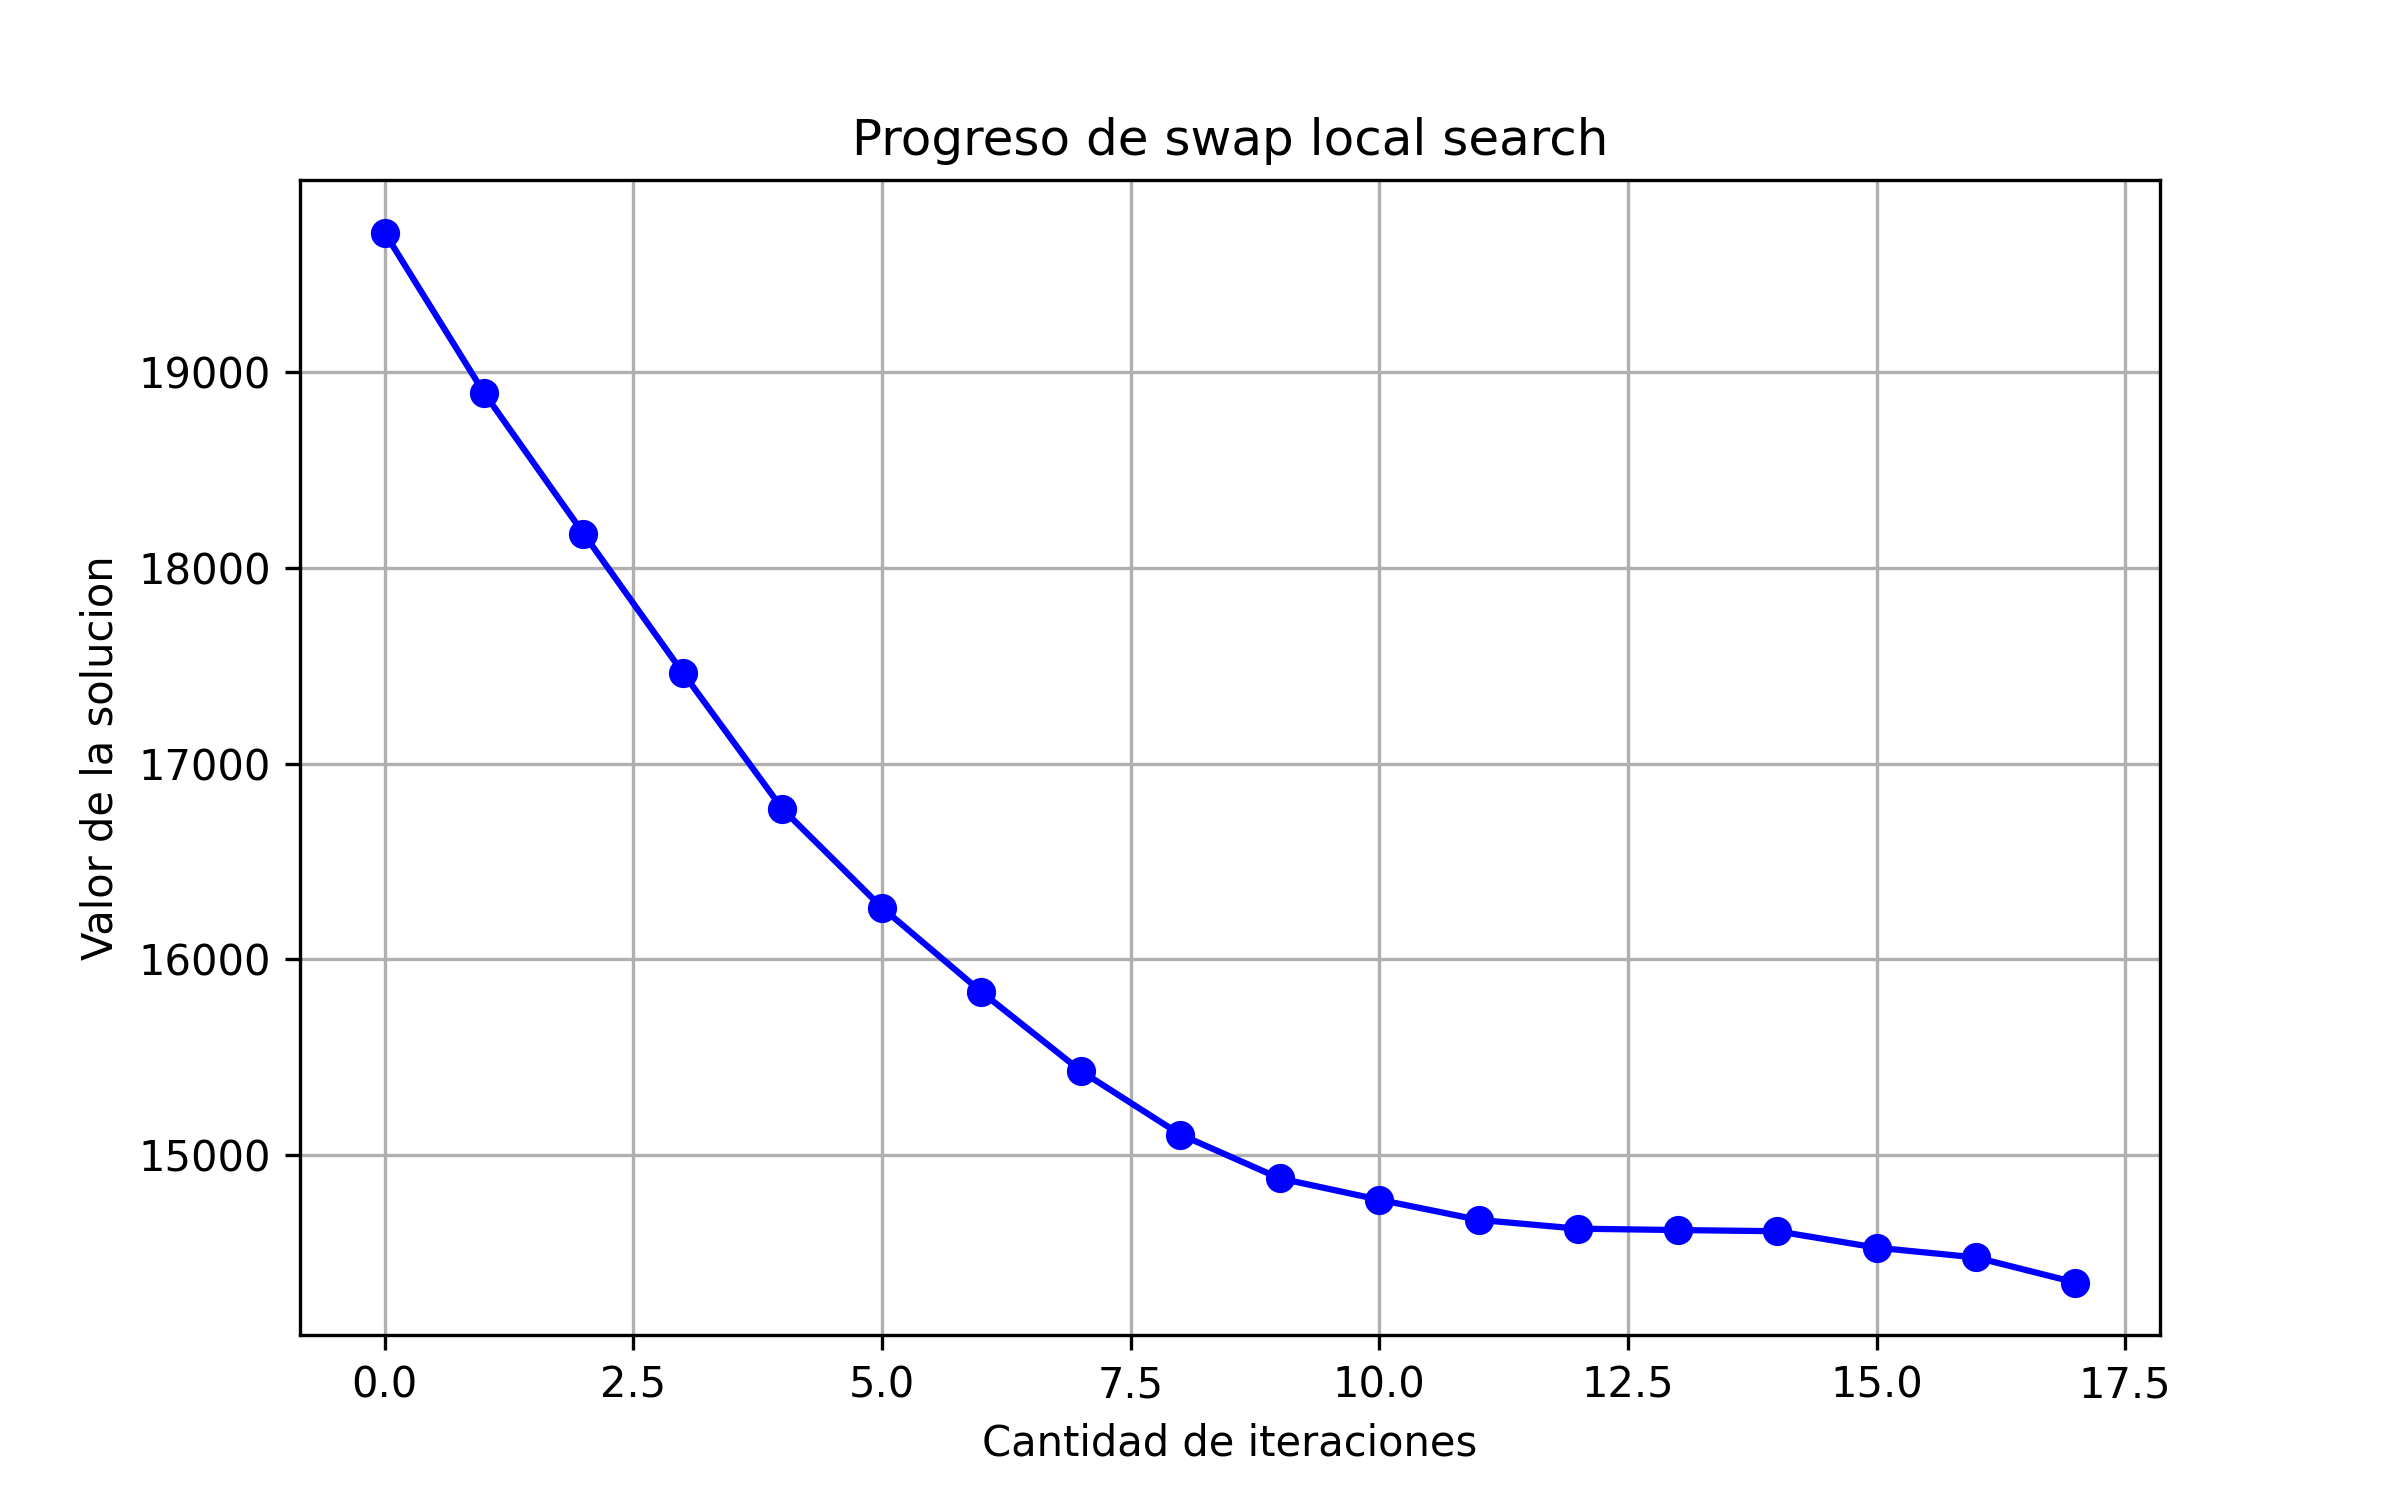 Progreso de swap local search
Valor de la solucion
19000
18000
17000
16000
15000
0.0 2.5 5.0 7.5 10.0 12.5 15.0 17.5
Cantidad de iteraciones